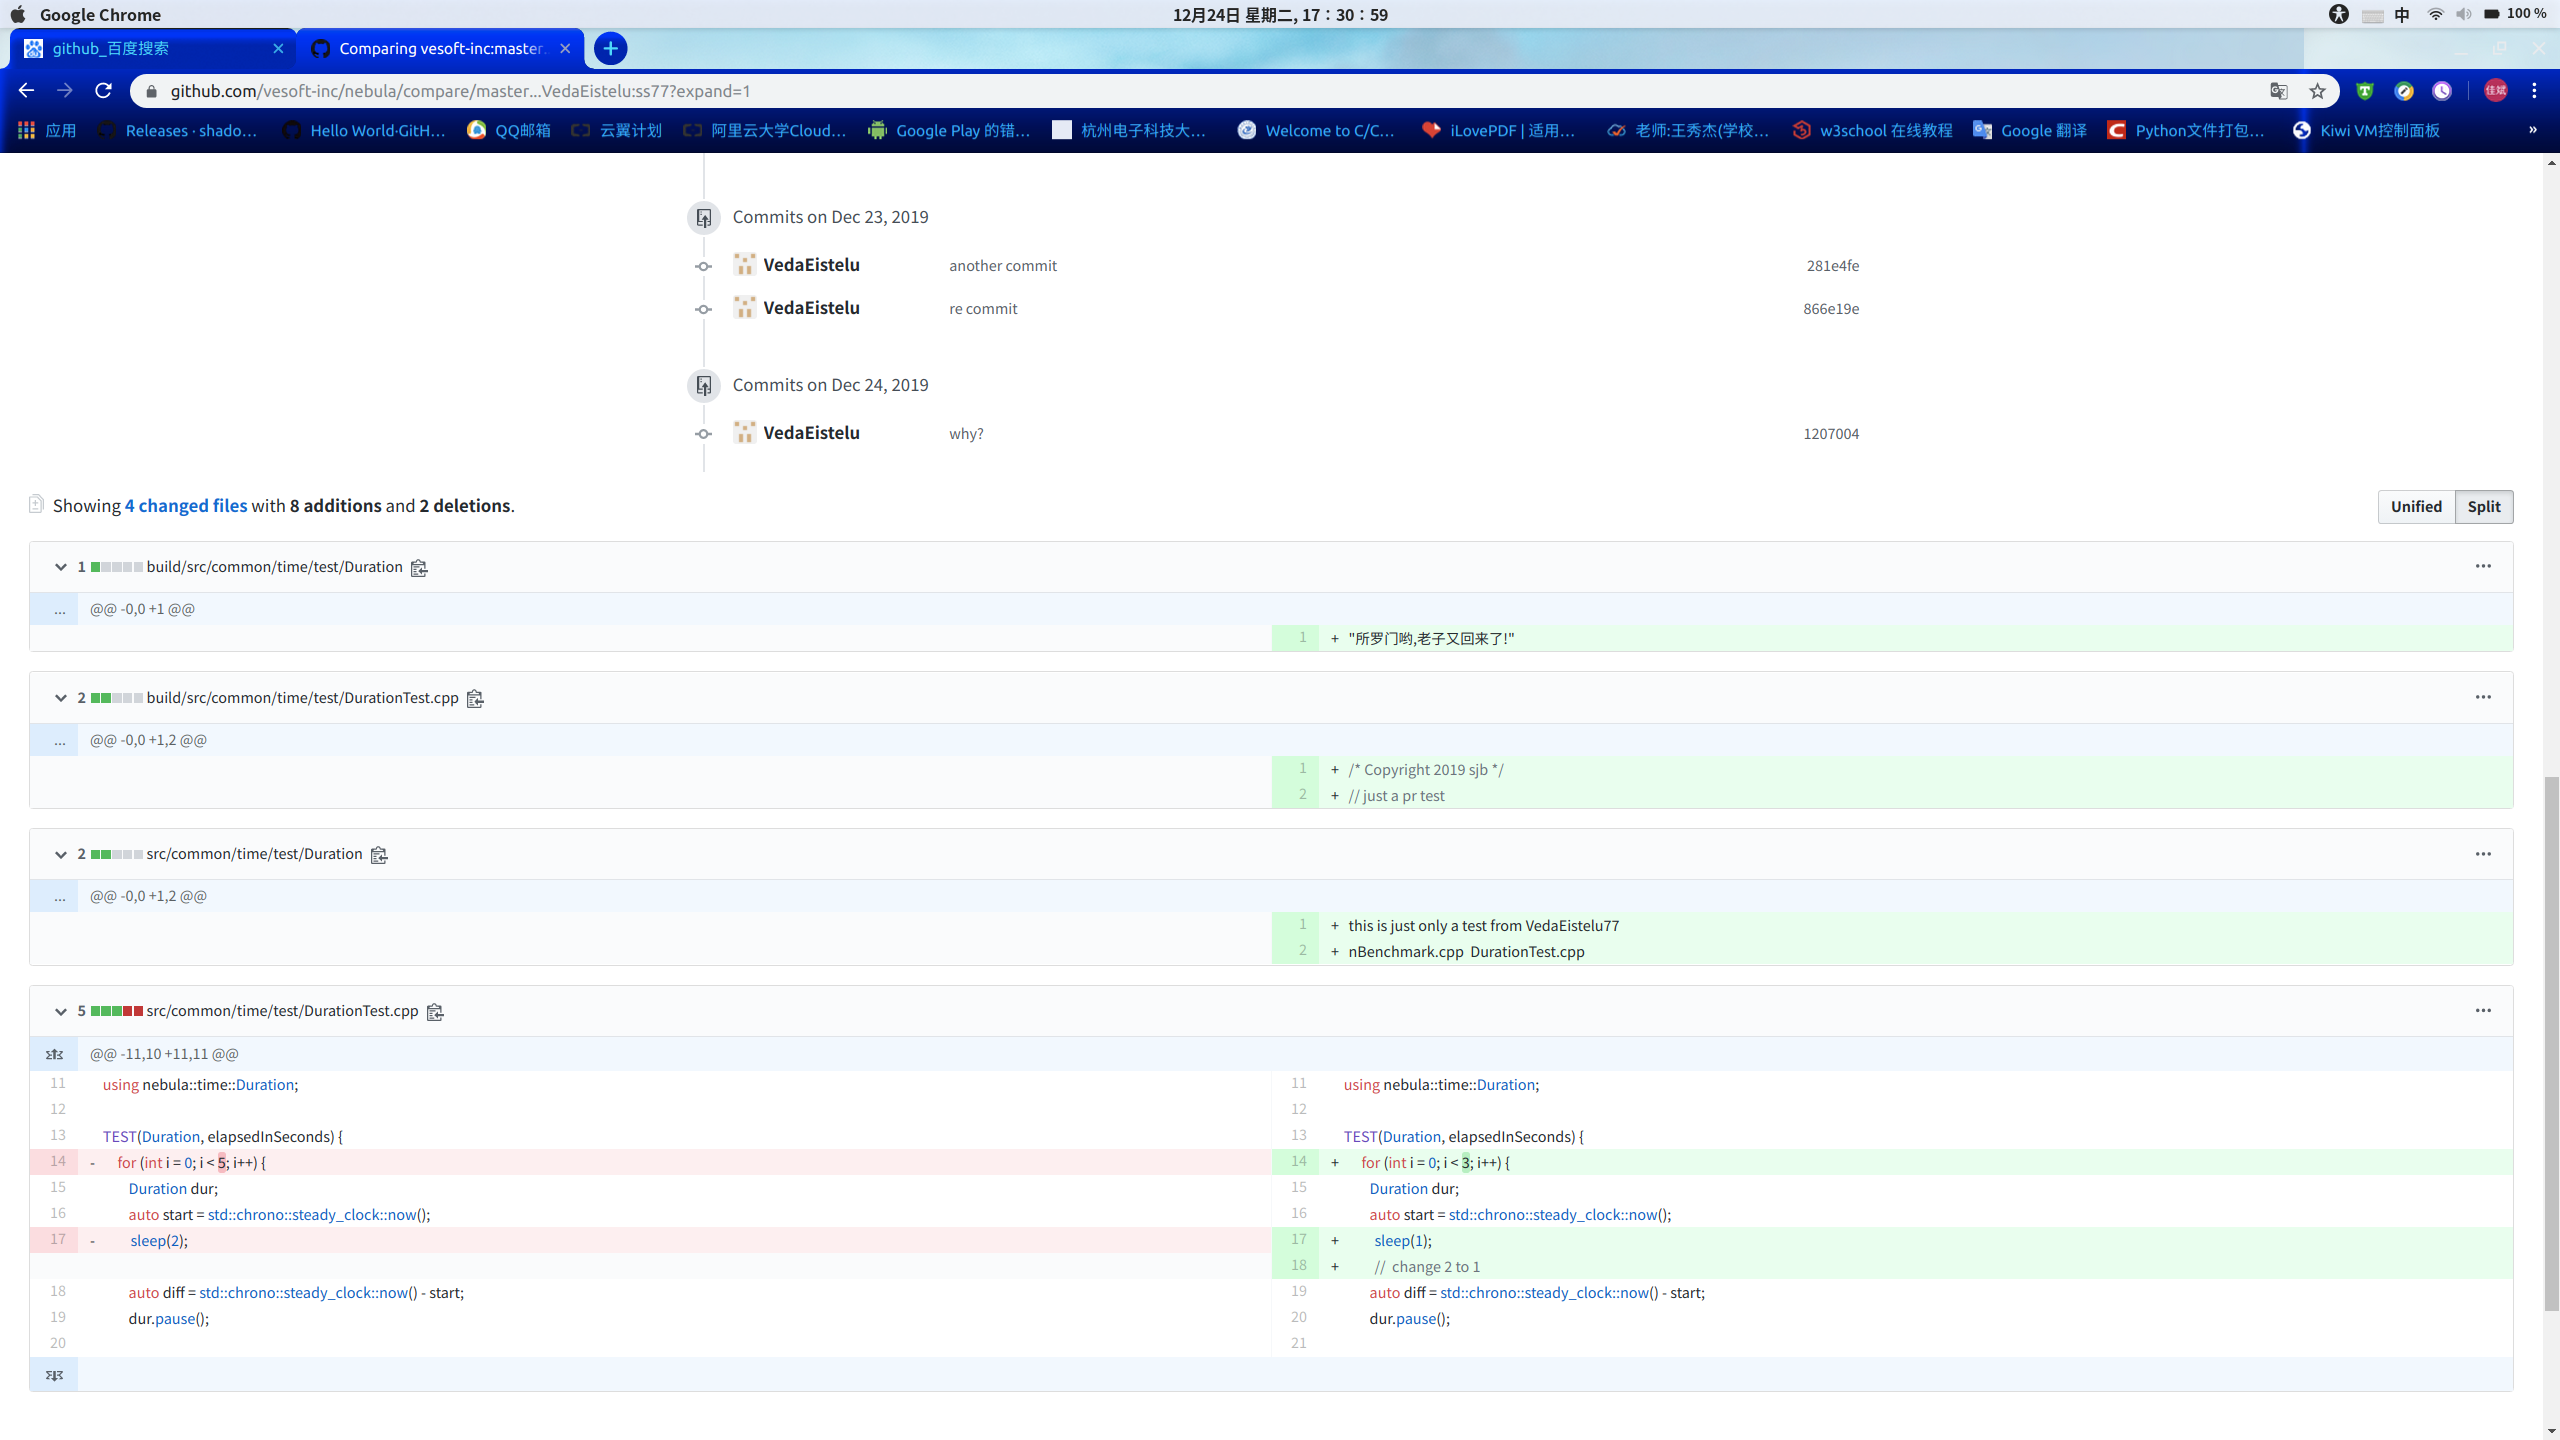 Google Chrome
12月24日 星期二, 17：30：59
中
100 %
github_百度搜索
Comparing vesoft-inc:master...
github.com/vesoft-inc/nebula/compare/master...VedaEistelu:ss77?expand=1
佳斌
应用
Releases · shado...
Hello World·GitH...
QQ邮箱
云翼计划
阿里云大学Cloud...
Google Play 的错...
杭州电子科技大...
Welcome to C/C...
iLovePDF | 适用...
老师:王秀杰(学校...
w3school 在线教程
Google 翻译
Python文件打包...
Kiwi VM控制面板
»
Commits on Dec 23, 2019
VedaEistelu another commit 281e4fe
VedaEistelu re commit 866e19e
Commits on Dec 24, 2019
VedaEistelu why? 1207004
Showing 4 changed files with 8 additions and 2 deletions.
Unified Split
1 build/src/common/time/test/Duration
... @@ -0,0 +1 @@
1 + "所罗门哟,老子又回来了!"
2 build/src/common/time/test/DurationTest.cpp
... @@ -0,0 +1,2 @@
1 + /* Copyright 2019 sjb */
2 + // just a pr test
2 src/common/time/test/Duration
... @@ -0,0 +1,2 @@
1 + this is just only a test from VedaEistelu77
2 + nBenchmark.cpp  DurationTest.cpp
5 src/common/time/test/DurationTest.cpp
@@ -11,10 +11,11 @@
11 using nebula::time::Duration; 11 using nebula::time::Duration;
12 12
13 TEST(Duration, elapsedInSeconds) { 13 TEST(Duration, elapsedInSeconds) {
14 - for (int i = 0; i < 5; i++) { 14 + for (int i = 0; i < 3; i++) {
15 Duration dur; 15 Duration dur;
16 auto start = std::chrono::steady_clock::now(); 16 auto start = std::chrono::steady_clock::now();
17 - sleep(2); 17 + sleep(1);
18 + //  change 2 to 1
18 auto diff = std::chrono::steady_clock::now() - start; 19 auto diff = std::chrono::steady_clock::now() - start;
19 dur.pause(); 20 dur.pause();
20 21